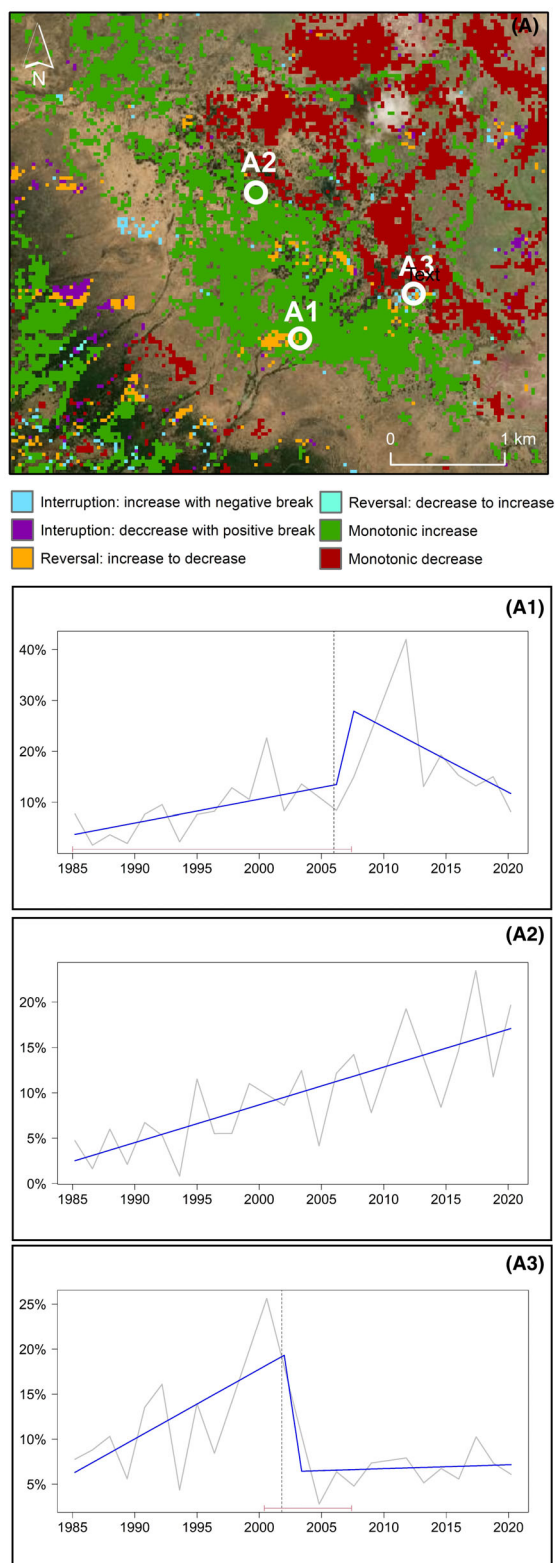 (A)
N
A2
A3
Text
A1
0 1 km
Interruption: increase with negative break Reversal: decrease to increase
Interuption: deccrease with positive break Monotonic increase
Reversal: increase to decrease Monotonic decrease
(A1)
40%
30%
20%
10%
1985 1990 1995 2000 2005 2010 2015 2020
(A2)
20%
15%
10%
5%
0%
1985 1990 1995 2000 2005 2010 2015 2020
(A3)
25%
20%
15%
10%
5%
1985 1990 1995 2000 2005 2010 2015 2020